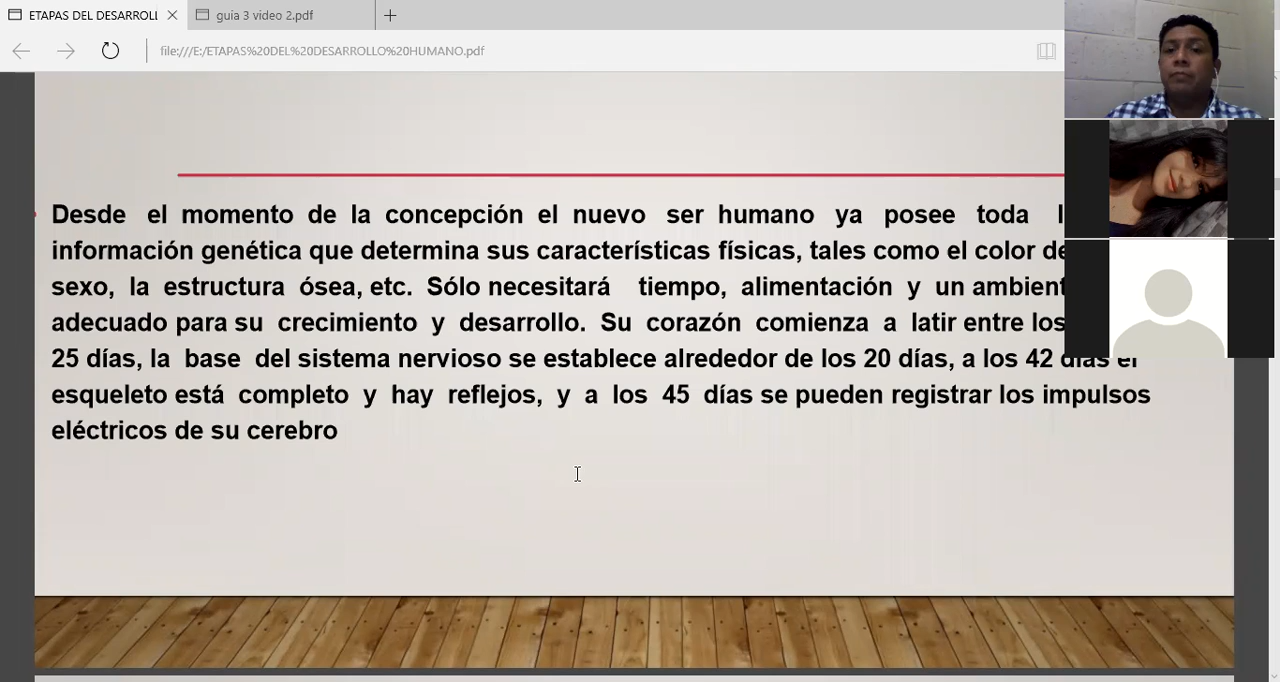 ETAPAS DEL DESARROLL
guia 3 video 2.pdf
file:///E:/ETAPAS%20DEL%20DESARROLLO%20HUMANO.pdf
Desde el momento de la concepción el nuevo ser humano ya posee toda
información genética que determina sus características físicas, tales como el color de
sexo, la estructura ósea, etc. Sólo necesitará tiempo, alimentación y un ambient
adecuado para su crecimiento y desarrollo. Su corazón comienza a latir entre los
25 días, la base del sistema nervioso se establece alrededor de los 20 días, a los 42 días el
esqueleto está completo y hay reflejos, y a los 45 días se pueden registrar los impulsos
eléctricos de su cerebro